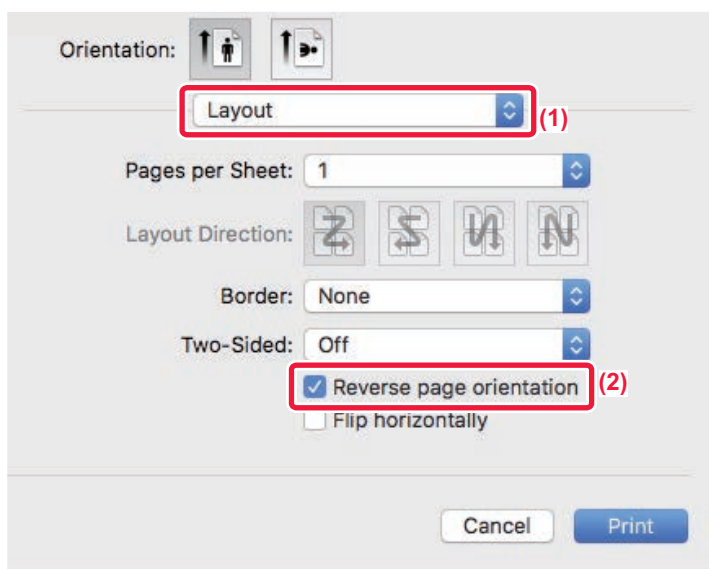 Orientation:
Layout
(1)
Pages per Sheet: 1
Layout Direction:
Border: None
Two-Sided: Off
Reverse page orientation
(2)
Flip horizontally
Cancel Print